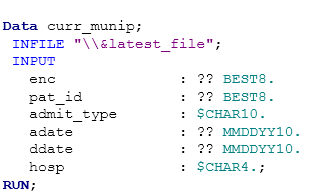 Data curr_munip;
INFILE "\\&latest_file";
INPUT
enc : ?? BEST8.
pat_id : ?? BEST8.
admit_type : $CHAR10.
adate : ?? MMDDYY10.
ddate : ?? MMDDYY10.
hosp : $CHAR4.;
RUN;